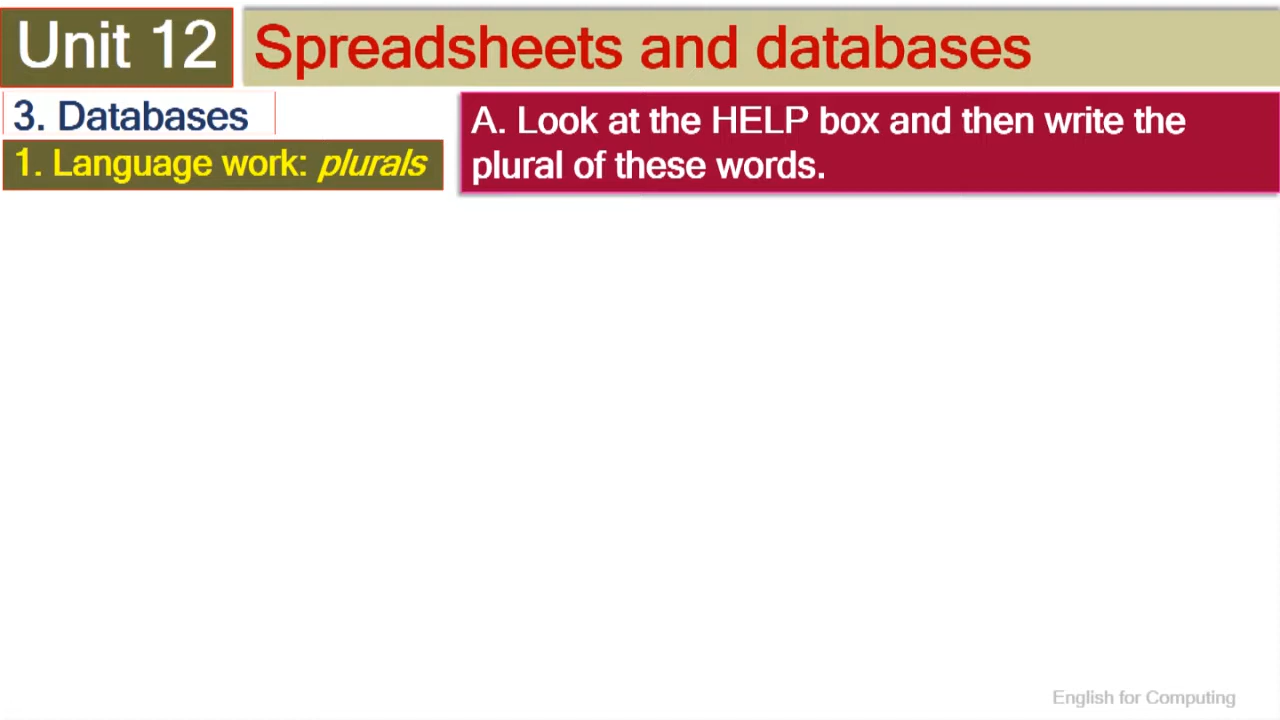 Unit 12
Spreadsheets and databases
3. Databases
1. Language work: plurals
A. Look at the HELP box and then write the
plural of these words.
English for Computing